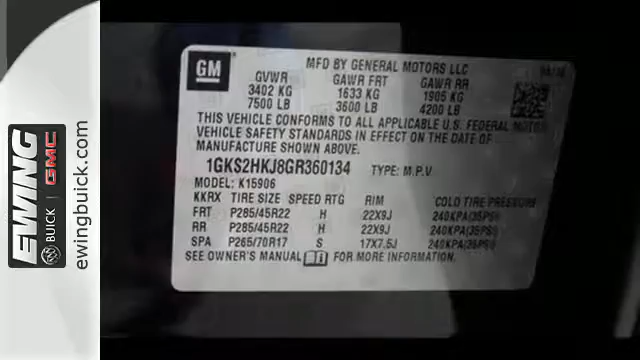 EWING
BUICK | GMC
ewingbuick.com
GM
MFD BY GENERAL MOTORS LLC
GVWR GAWR FRT GAWR RR
3402 KG 1633 KG 1905 KG
7500 LB 3600 LB 4200 LB
THIS VEHICLE CONFORMS TO ALL APPLICABLE U.S. FEDERAL MOTOR
VEHICLE SAFETY STANDARDS IN EFFECT ON THE DATE OF
MANUFACTURE SHOWN ABOVE.
1GKS2HKJ8GR360134 TYPE: M.P.V
MODEL: K15906
KKRX TIRE SIZE SPEED RTG RIM COLD TIRE PRESSURE
FRT P285/45R22 H 22X9J 240KPA(35PSI)
RR P285/45R22 H 22X9J 240KPA(35PSI)
SPA P265/70R17 S 17X7.5J 240KPA(35PSI)
SEE OWNER'S MANUAL FOR MORE INFORMATION.